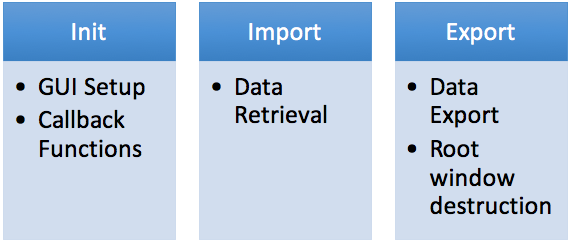 Init
• GUI Setup
• Callback
Functions
Import
• Data
Retrieval
Export
• Data
Export
• Root
window
destruction